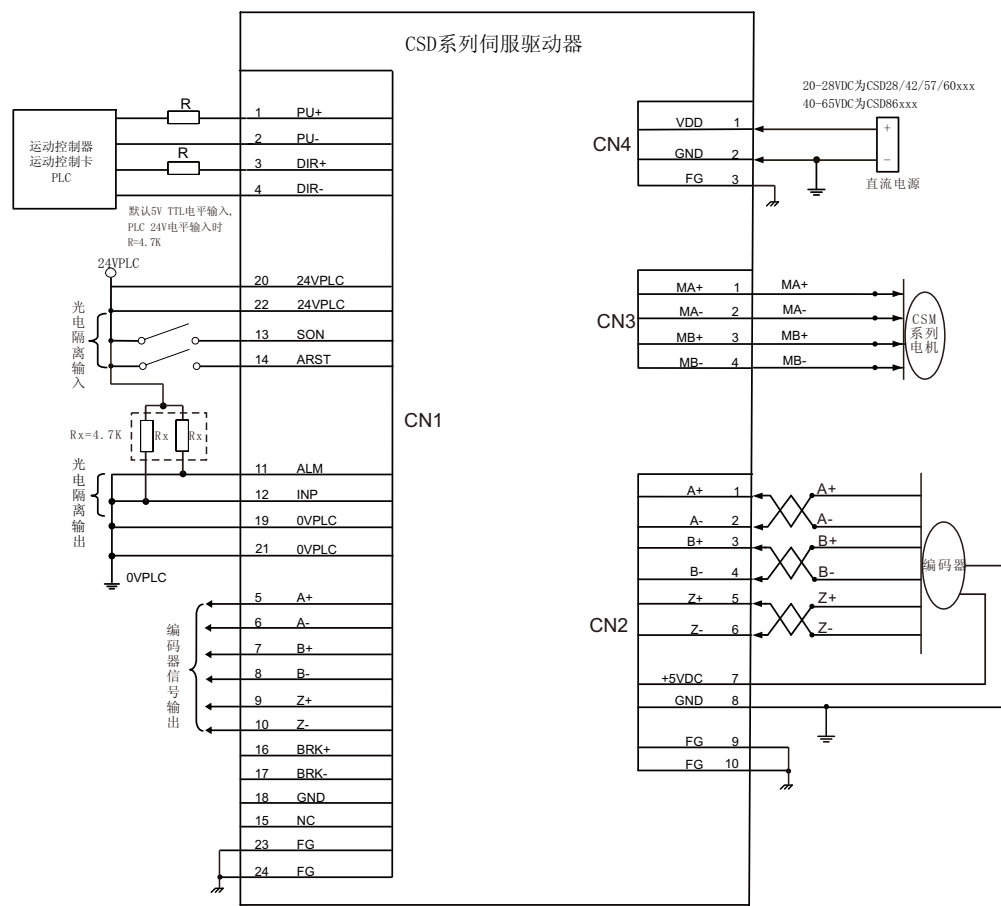 CSD系列伺服驱动器
运动控制器
运动控制卡
PLC
R
R
1 PU+
2 PU-
3 DIR+
4 DIR-
默认5V TTL电平输入,
PLC 24V电平输入时
R=4.7K
24VPLC
20 24VPLC
22 24VPLC
13 SON
14 ARST
光电隔离输入
Rx=4.7K
Rx
Rx
CN1
11 ALM
12 INP
19 0VPLC
21 0VPLC
光电隔离输出
0VPLC
5 A+
6 A-
7 B+
8 B-
9 Z+
10 Z-
编码器信号输出
16 BRK+
17 BRK-
18 GND
15 NC
23 FG
24 FG
20-28VDC为CSD28/42/57/60xxx
40-65VDC为CSD86xxx
CN4
VDD 1
GND 2
FG 3
+
-
直流电源
CN3
MA+ 1 MA+
MA- 2 MA-
MB+ 3 MB+
MB- 4 MB-
CSM
系列
电机
CN2
A+ 1 A+
A- 2 A-
B+ 3 B+
B- 4 B-
Z+ 5 Z+
Z- 6 Z-
编码器
+5VDC 7
GND 8
FG 9
FG 10